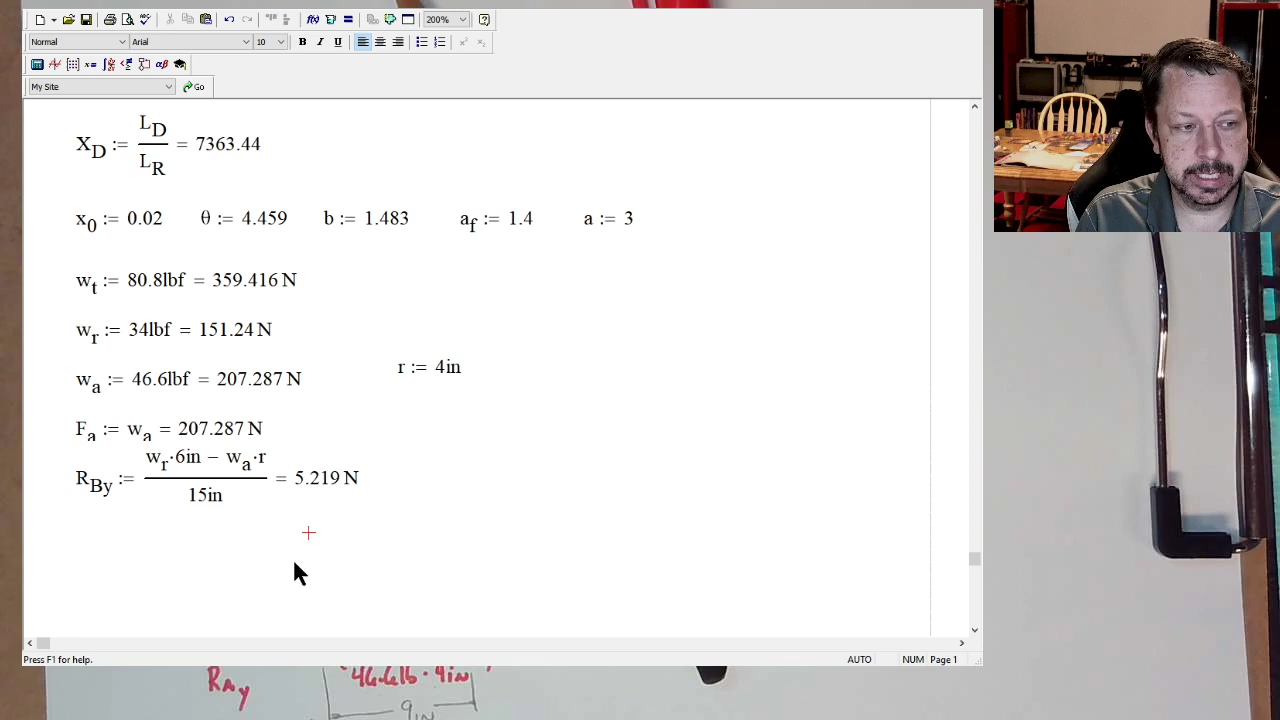 200%
Normal Arial 10 B I U
My Site Go
X_D := L_D / L_R = 7363.44
x_0 := 0.02 θ := 4.459 b := 1.483 a_f := 1.4 a := 3
w_t := 80.8lbf = 359.416 N
w_r := 34lbf = 151.24 N
r := 4in
w_a := 46.6lbf = 207.287 N
F_a := w_a = 207.287 N
R_By := w_r·6in − w_a·r / 15in = 5.219 N
Press F1 for help. AUTO NUM Page 1
46.6lb · 4in
R_Ay
9in